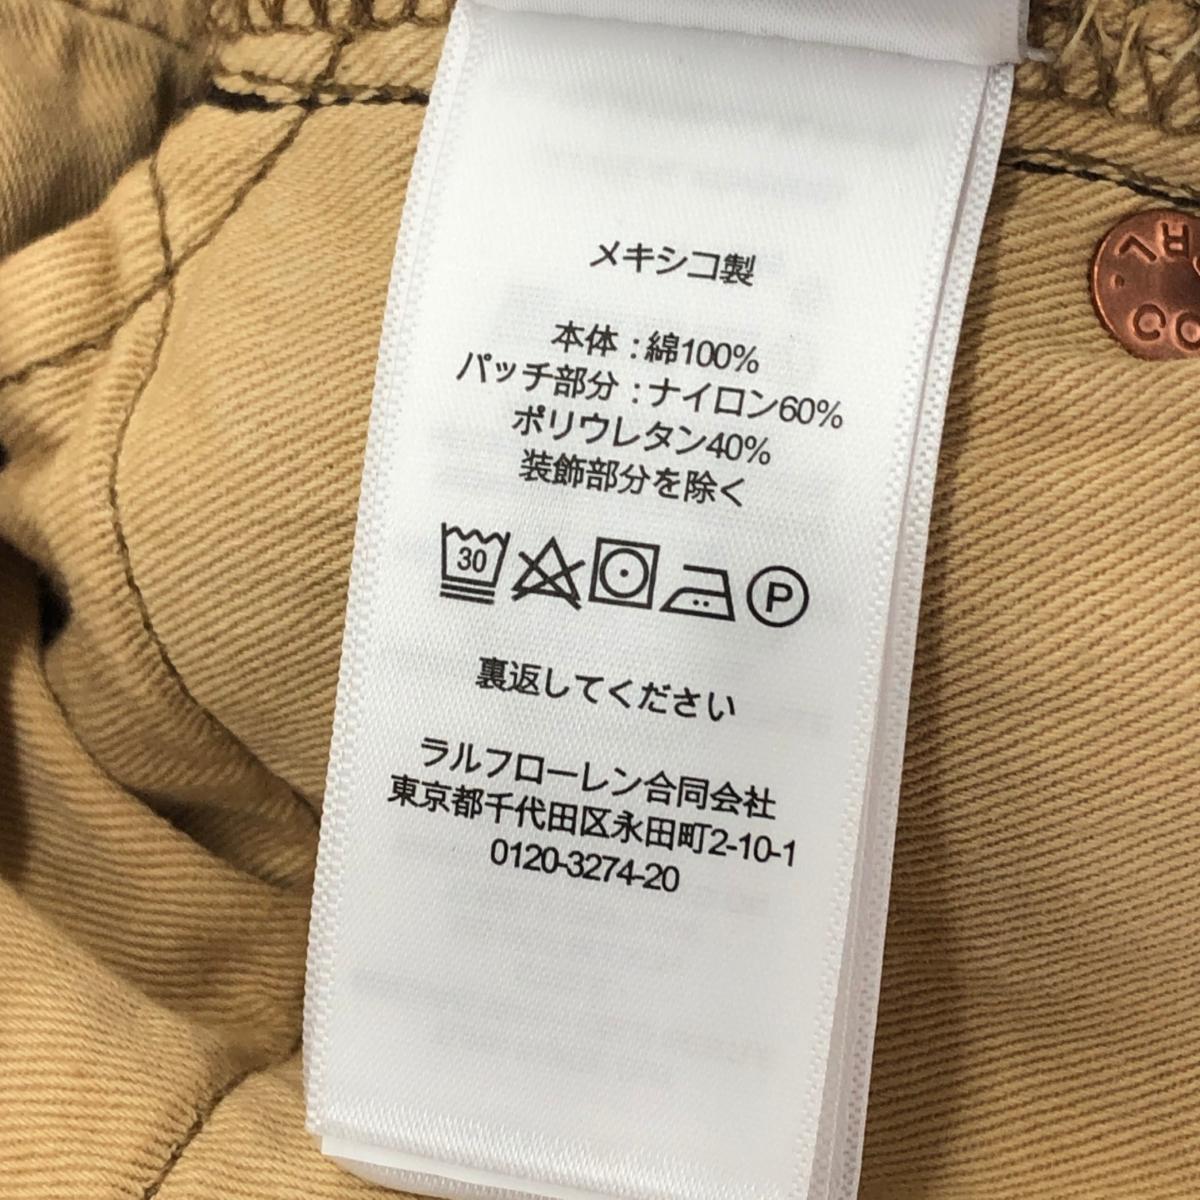 メキシコ製
本体 : 綿100%
パッチ部分 : ナイロン60%
ポリウレタン40%
装飾部分を除く
30
P
裏返してください
ラルフローレン合同会社
東京都千代田区永田町2-10-1
0120-3274-20